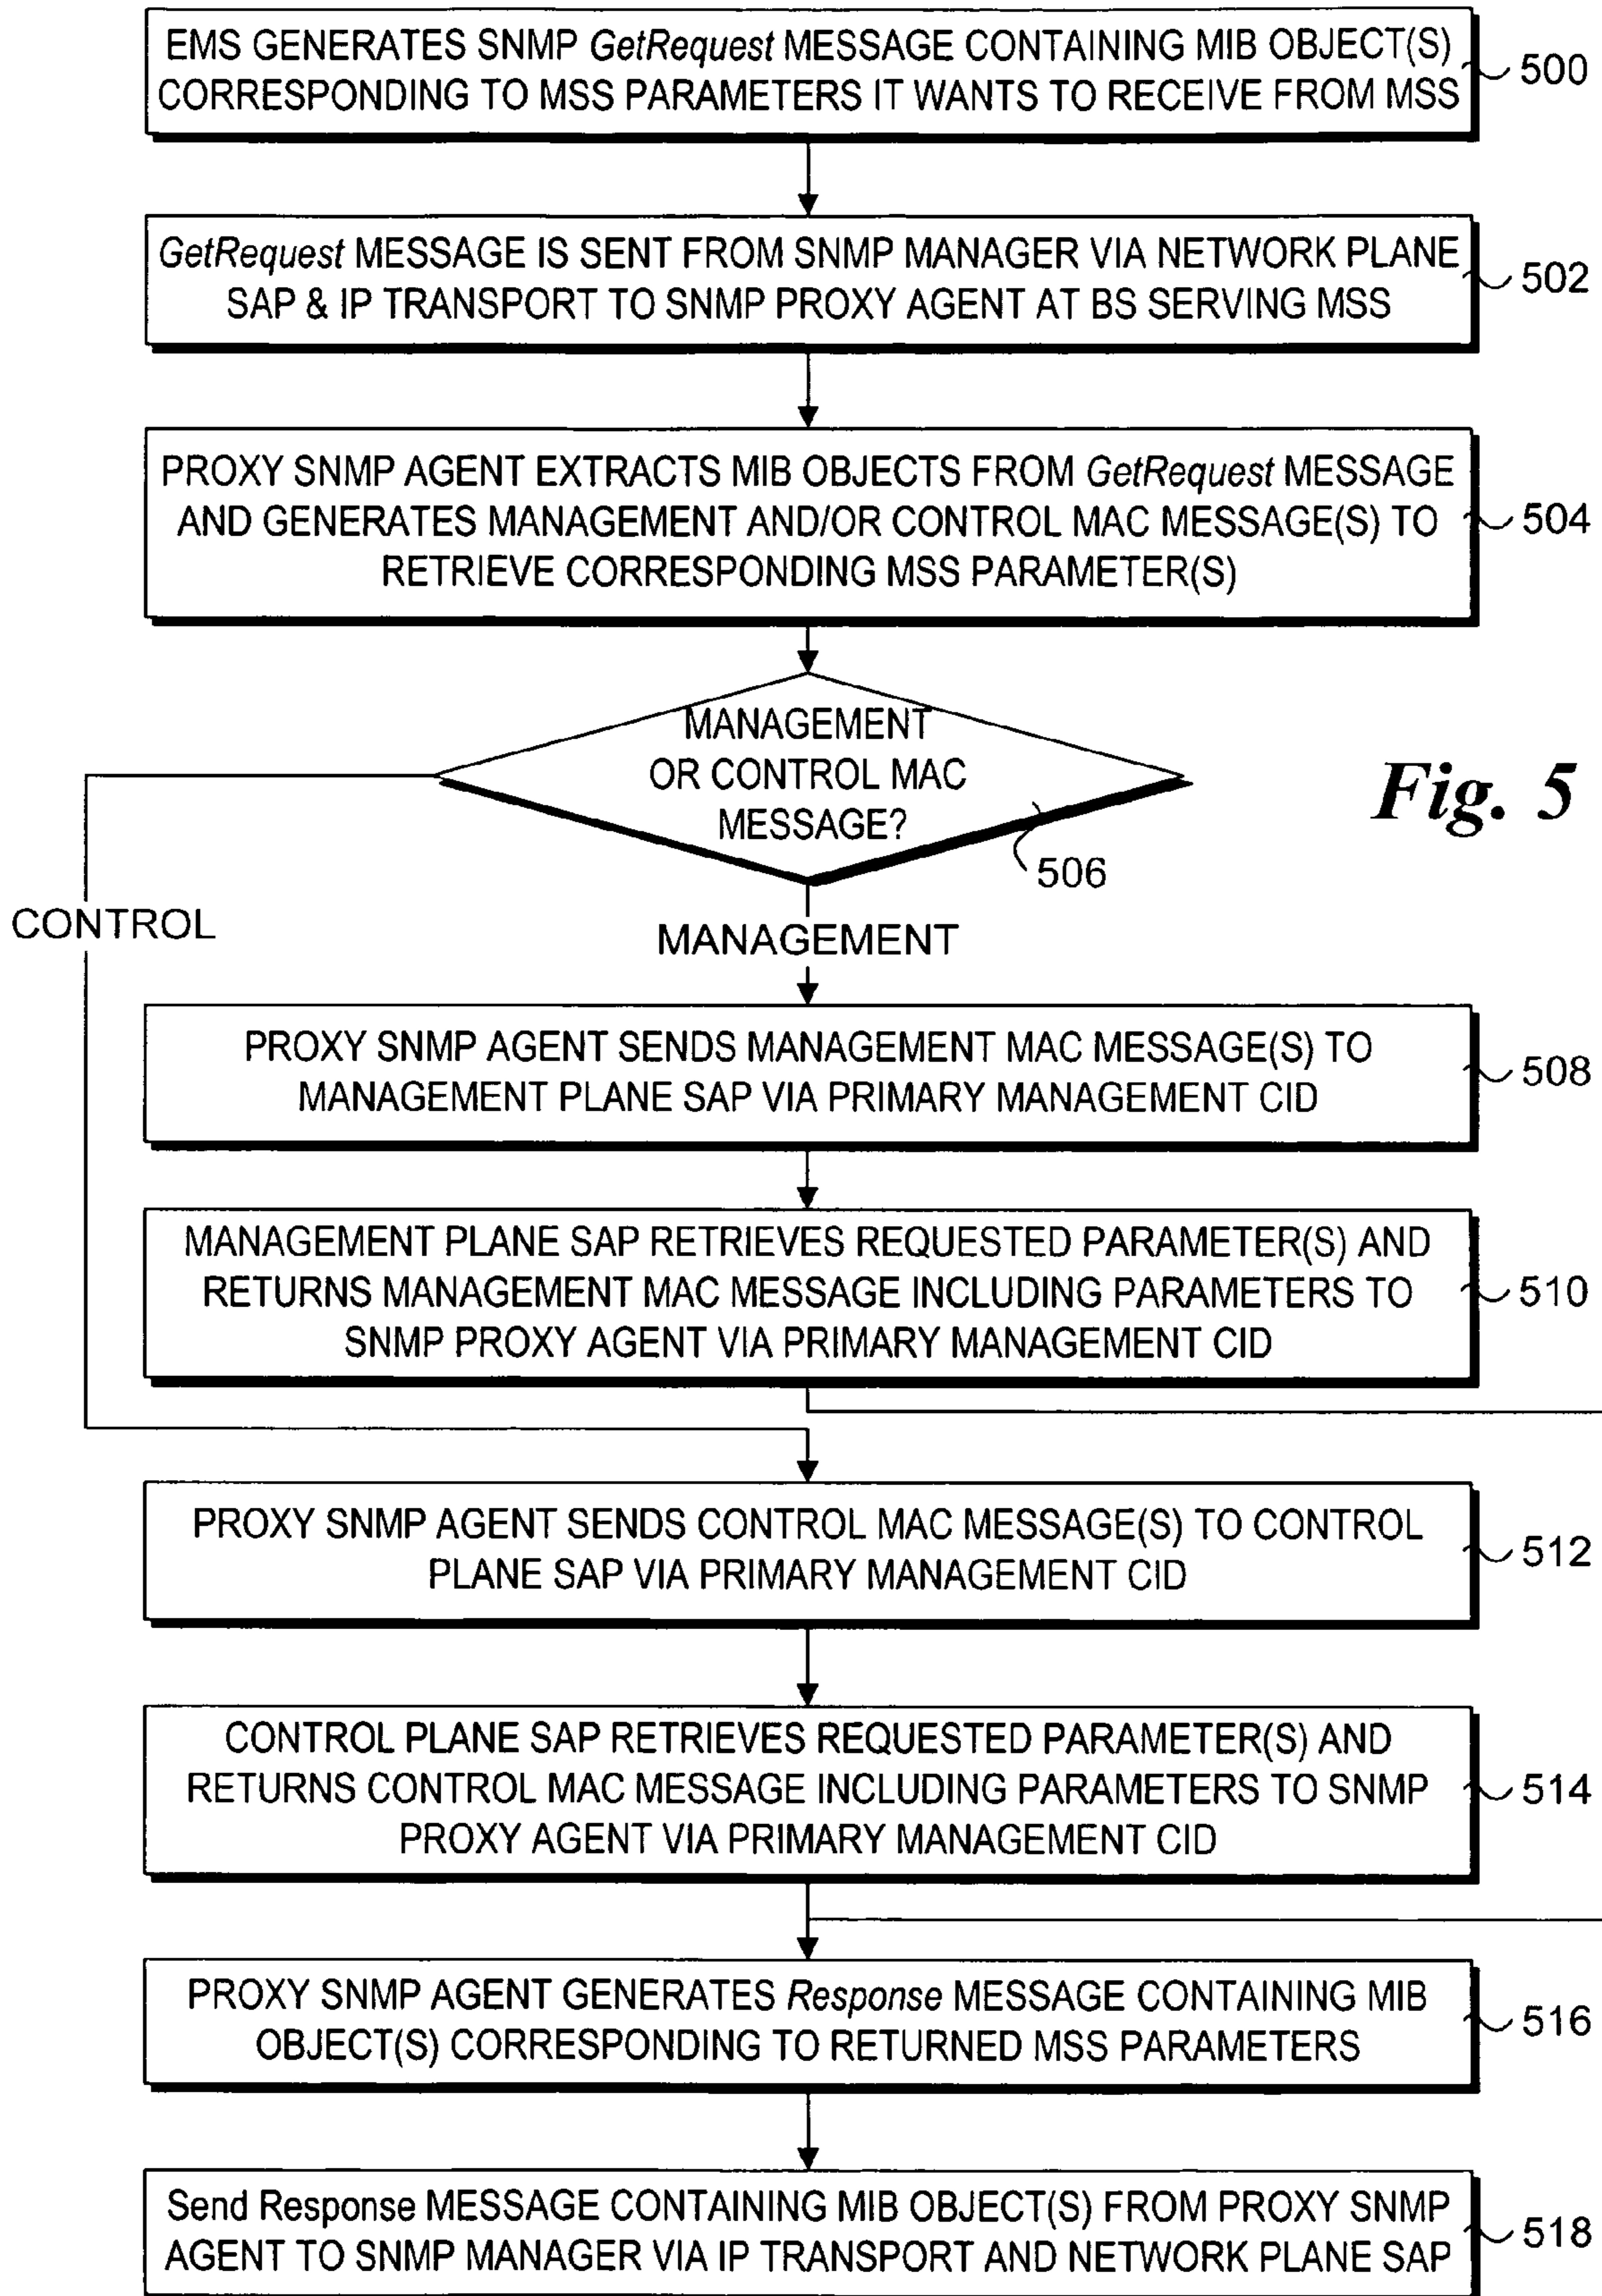 EMS GENERATES SNMP GetRequest MESSAGE CONTAINING MIB OBJECT(S)
CORRESPONDING TO MSS PARAMETERS IT WANTS TO RECEIVE FROM MSS
500
GetRequest MESSAGE IS SENT FROM SNMP MANAGER VIA NETWORK PLANE
SAP & IP TRANSPORT TO SNMP PROXY AGENT AT BS SERVING MSS
502
PROXY SNMP AGENT EXTRACTS MIB OBJECTS FROM GetRequest MESSAGE
AND GENERATES MANAGEMENT AND/OR CONTROL MAC MESSAGE(S) TO
RETRIEVE CORRESPONDING MSS PARAMETER(S)
504
MANAGEMENT
OR CONTROL MAC
MESSAGE?
506
Fig. 5
CONTROL
MANAGEMENT
PROXY SNMP AGENT SENDS MANAGEMENT MAC MESSAGE(S) TO
MANAGEMENT PLANE SAP VIA PRIMARY MANAGEMENT CID
508
MANAGEMENT PLANE SAP RETRIEVES REQUESTED PARAMETER(S) AND
RETURNS MANAGEMENT MAC MESSAGE INCLUDING PARAMETERS TO
SNMP PROXY AGENT VIA PRIMARY MANAGEMENT CID
510
PROXY SNMP AGENT SENDS CONTROL MAC MESSAGE(S) TO CONTROL
PLANE SAP VIA PRIMARY MANAGEMENT CID
512
CONTROL PLANE SAP RETRIEVES REQUESTED PARAMETER(S) AND
RETURNS CONTROL MAC MESSAGE INCLUDING PARAMETERS TO SNMP
PROXY AGENT VIA PRIMARY MANAGEMENT CID
514
PROXY SNMP AGENT GENERATES Response MESSAGE CONTAINING MIB
OBJECT(S) CORRESPONDING TO RETURNED MSS PARAMETERS
516
Send Response MESSAGE CONTAINING MIB OBJECT(S) FROM PROXY SNMP
AGENT TO SNMP MANAGER VIA IP TRANSPORT AND NETWORK PLANE SAP
518